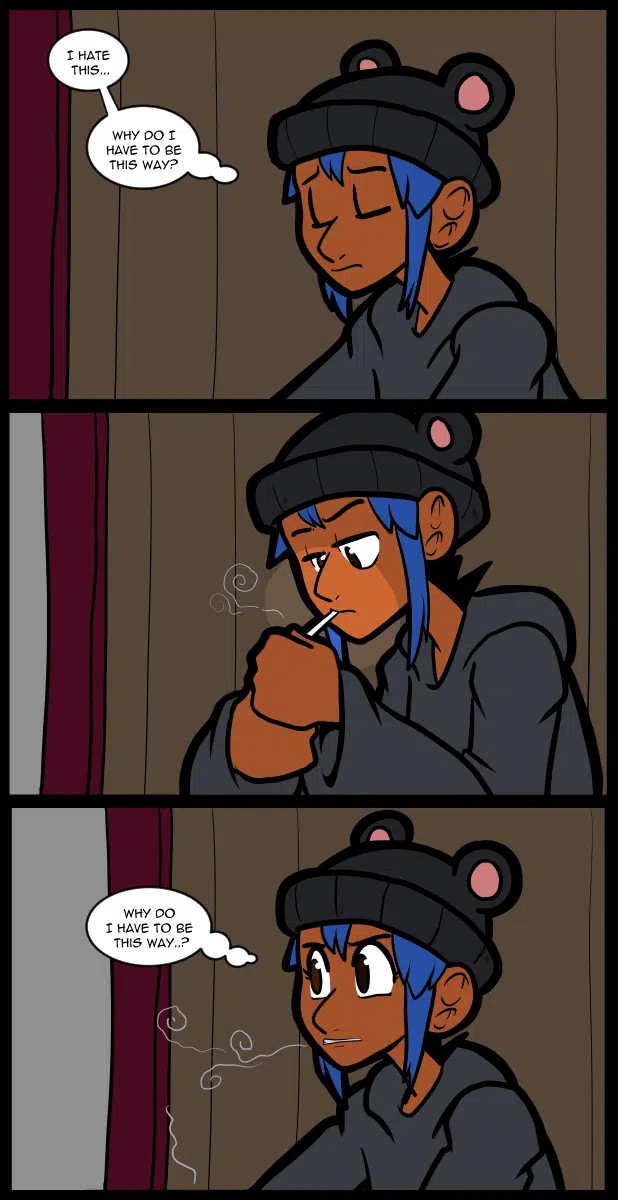 I HATE
THIS...
WHY DO I
HAVE TO BE
THIS WAY?
WHY DO
I HAVE TO BE
THIS WAY..?